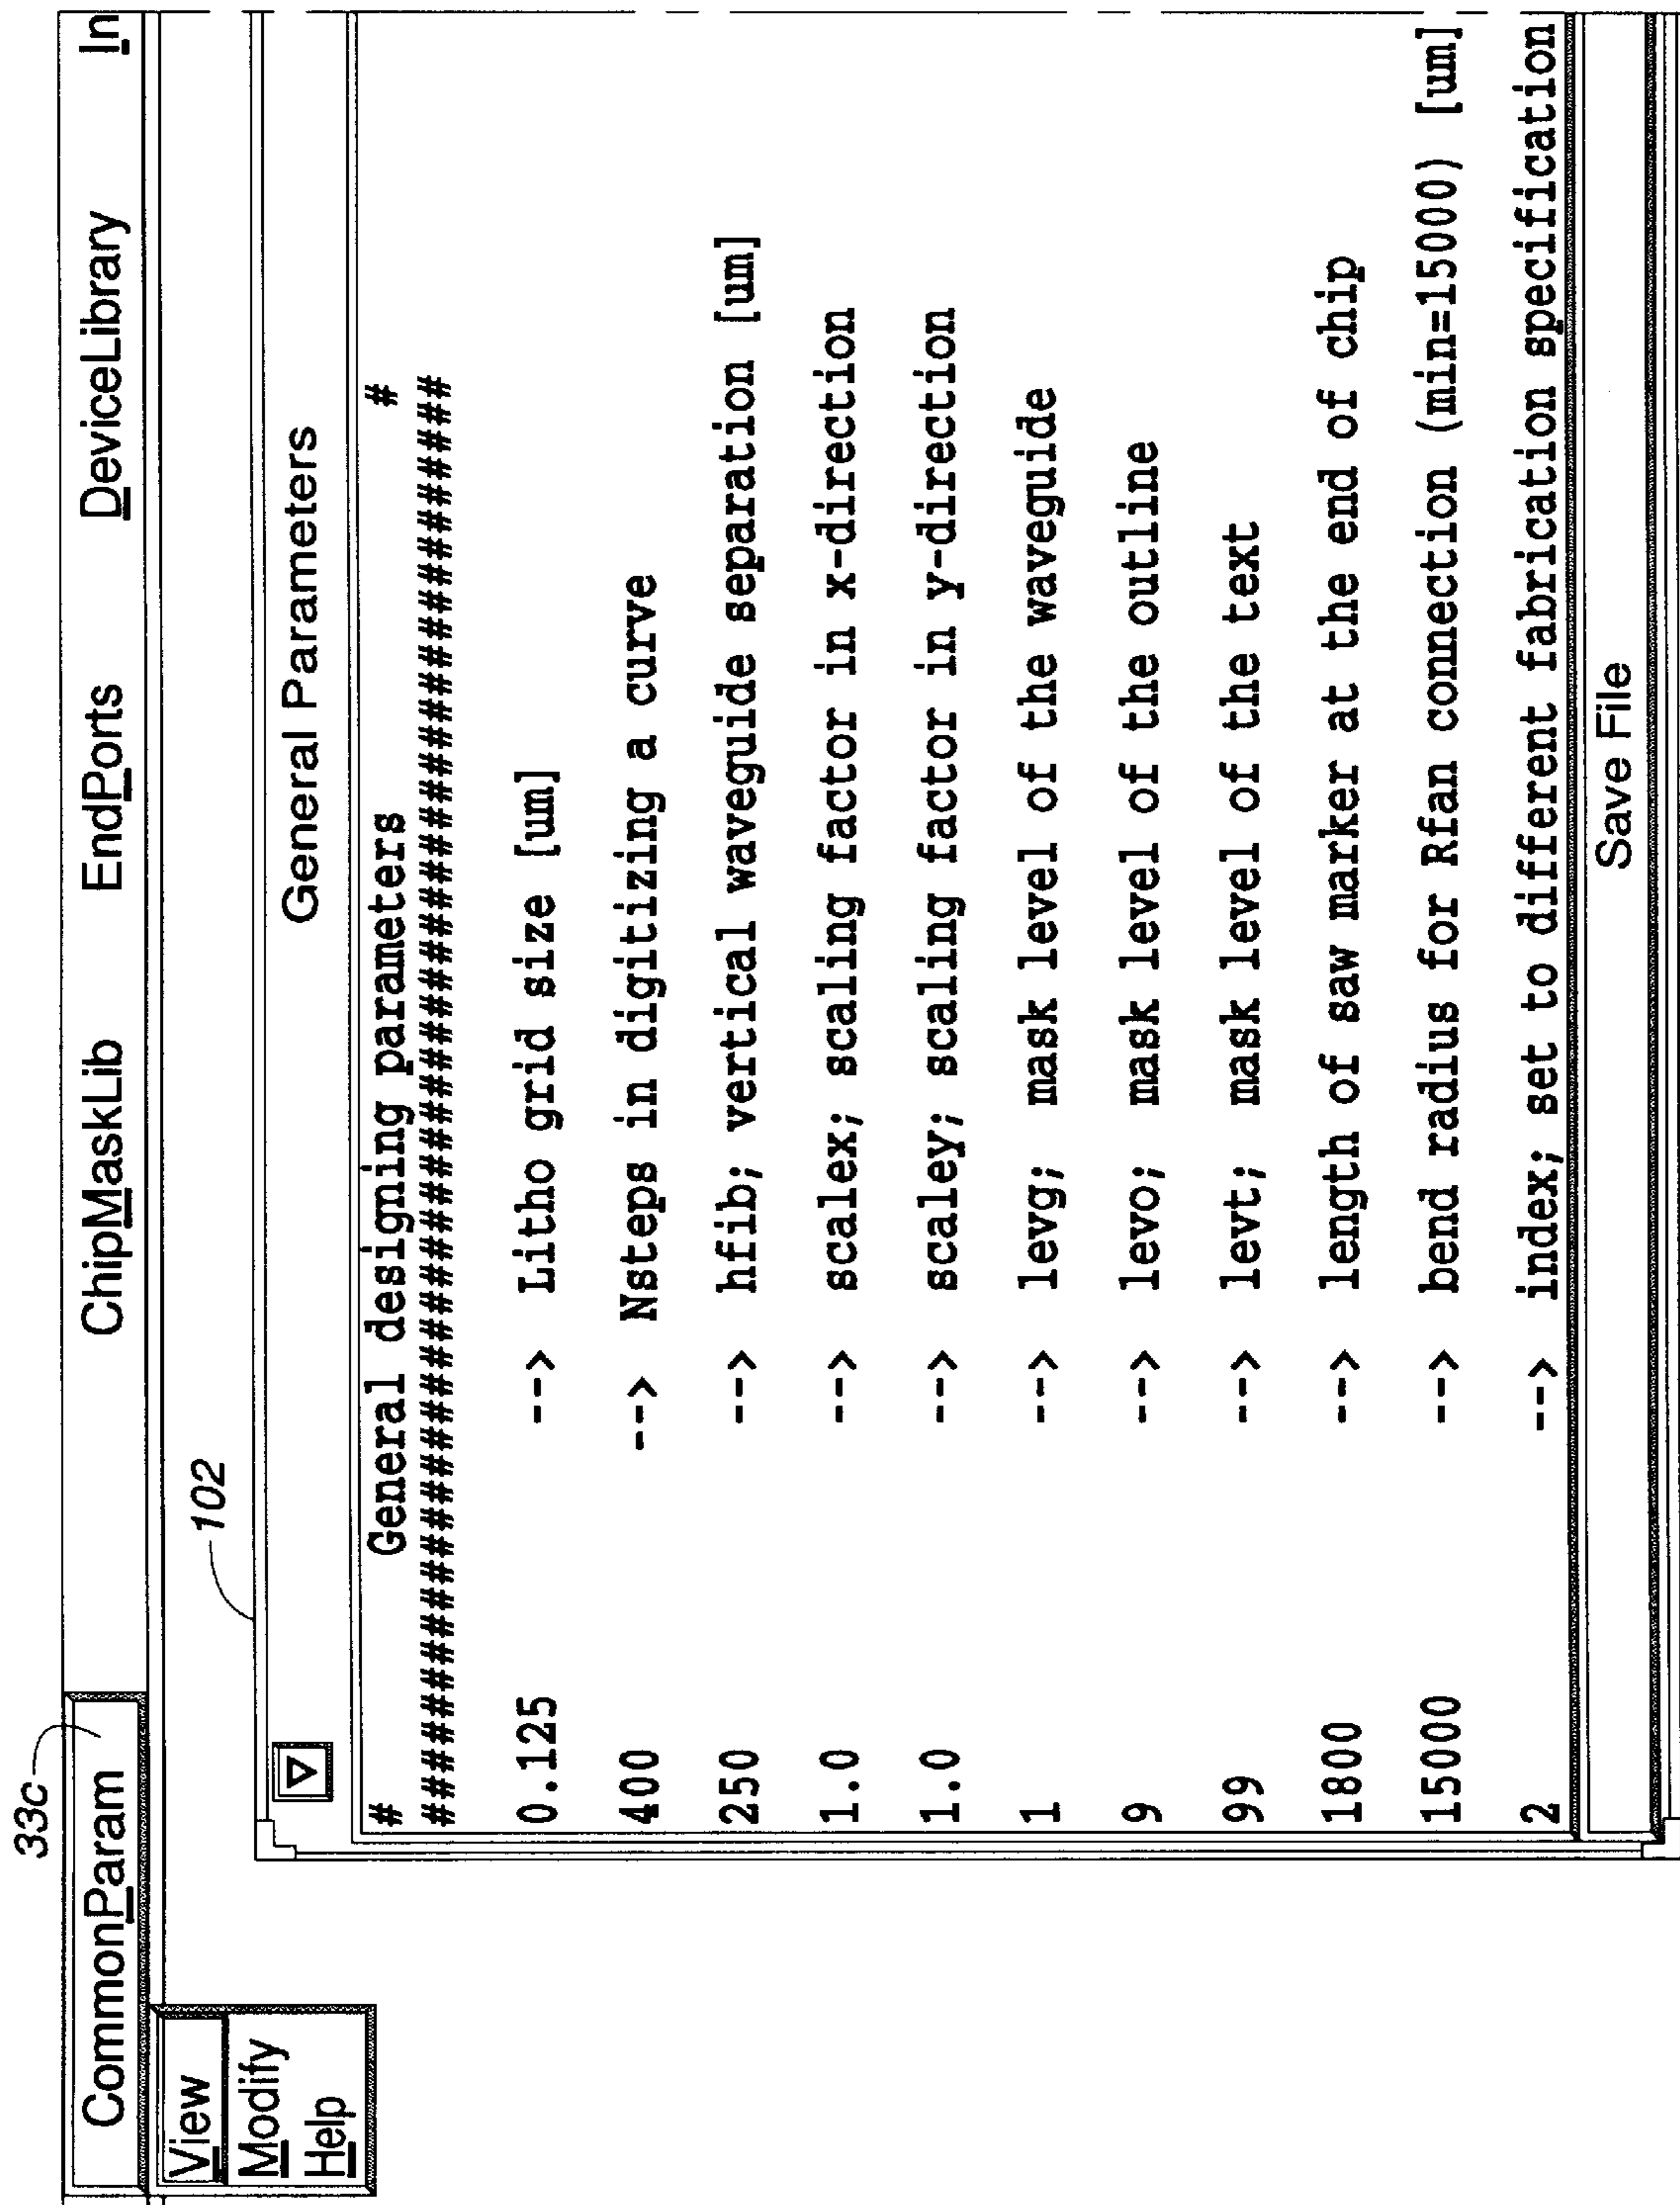 33c
CommonParam ChipMaskLib EndPorts DeviceLibrary In
View
Modify
Help
102
General Parameters
# General designing parameters #
0.125 --> Litho grid size [um]
400 --> Nsteps in digitizing a curve
250 --> hfib; vertical waveguide separation [um]
1.0 --> scalex; scaling factor in x-direction
1.0 --> scaley; scaling factor in y-direction
1 --> levg; mask level of the waveguide
9 --> levo; mask level of the outline
99 --> levt; mask level of the text
1800 --> length of saw marker at the end of chip
15000 --> bend radius for Rfan connection (min=15000) [um]
2 --> index; set to different fabrication specification
Save File